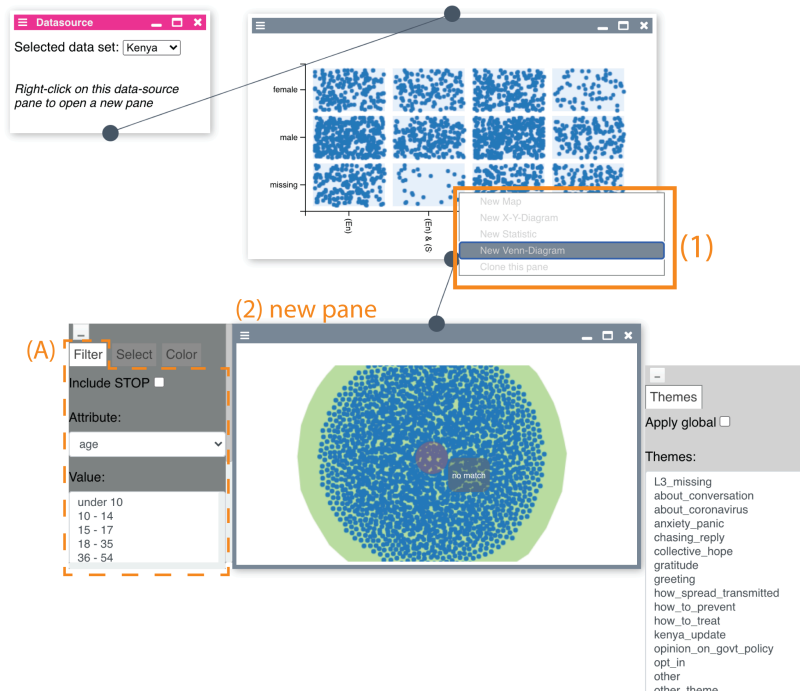 Datasource
Selected data set: Kenya
Right-click on this data-source
pane to open a new pane
female
male
missing
(En)
(En) & (S
New Map
New X-Y-Diagram
New Statistic
New Venn-Diagram
Clone this pane
(1)
(2) new pane
(A)
Filter
Select
Color
Include STOP
Attribute:
age
Value:
under 10
10 - 14
15 - 17
18 - 35
36 - 54
no match
Themes
Apply global
Themes:
L3_missing
about_conversation
about_coronavirus
anxiety_panic
chasing_reply
collective_hope
gratitude
greeting
how_spread_transmitted
how_to_prevent
how_to_treat
kenya_update
opinion_on_govt_policy
opt_in
other
other_theme